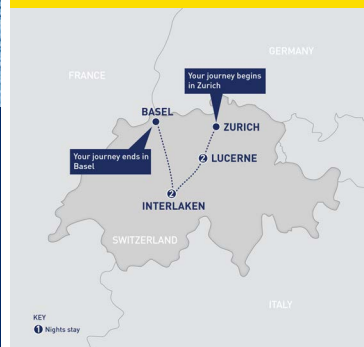 GERMANY
FRANCE
Your journey begins
in Zurich
BASEL
ZURICH
Your journey ends in
Basel
2 LUCERNE
2
INTERLAKEN
SWITZERLAND
ITALY
KEY
1 Nights stay